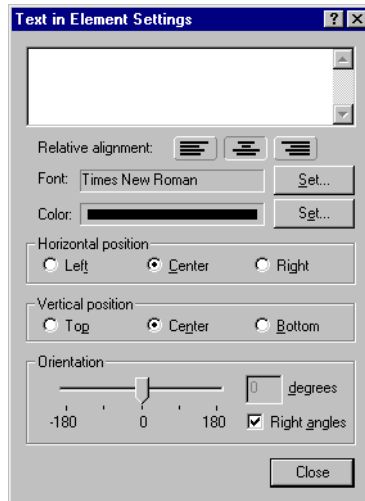 Text in Element Settings
Relative alignment:
Font: Times New Roman Set...
Color: Set...
Horizontal position
Left Center Right
Vertical position
Top Center Bottom
Orientation
0 degrees
-180 0 180 Right angles
Close